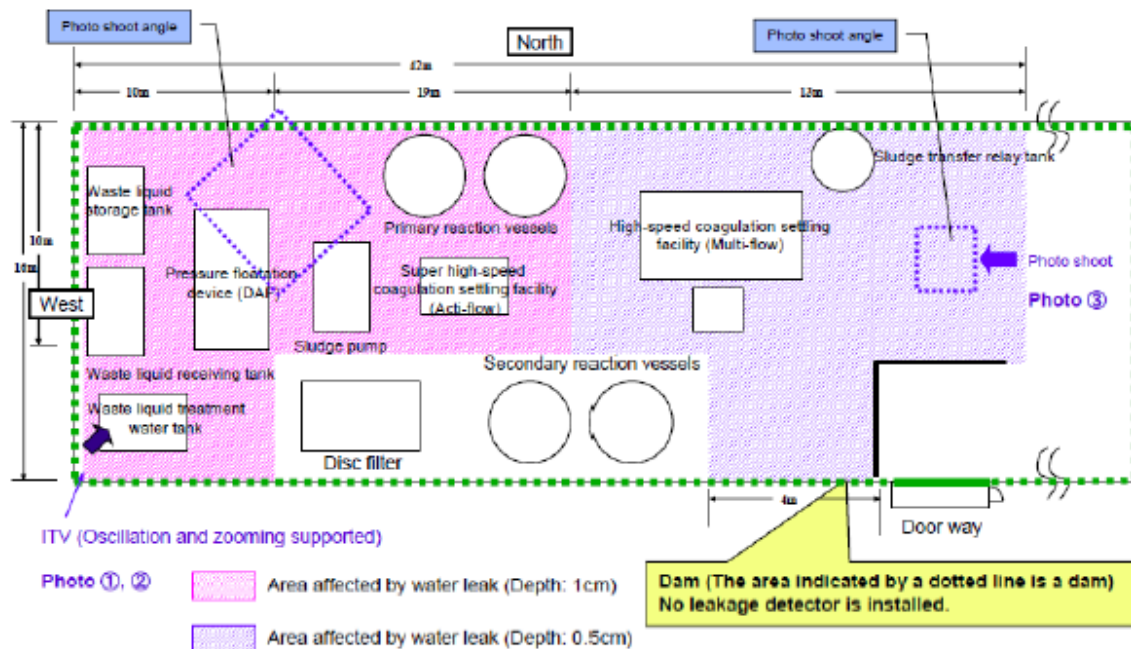 Photo shoot angle
North
Photo shoot angle
42m
10m
19m
13m
Sludge transfer relay tank
Waste liquid
storage tank
Primary reaction vessels
High-speed coagulation settling
facility (Multi-flow)
10m
16m
West
Pressure floatation
device (DAF)
Super high-speed
coagulation settling facility
(Acti-flow)
Photo shoot
Photo ③
Sludge pump
Waste liquid receiving tank
Secondary reaction vessels
Waste liquid treatment
water tank
Disc filter
4m
Door way
ITV (Oscillation and zooming supported)
Photo ①, ②
Area affected by water leak (Depth: 1cm)
Area affected by water leak (Depth: 0.5cm)
Dam (The area indicated by a dotted line is a dam)
No leakage detector is installed.